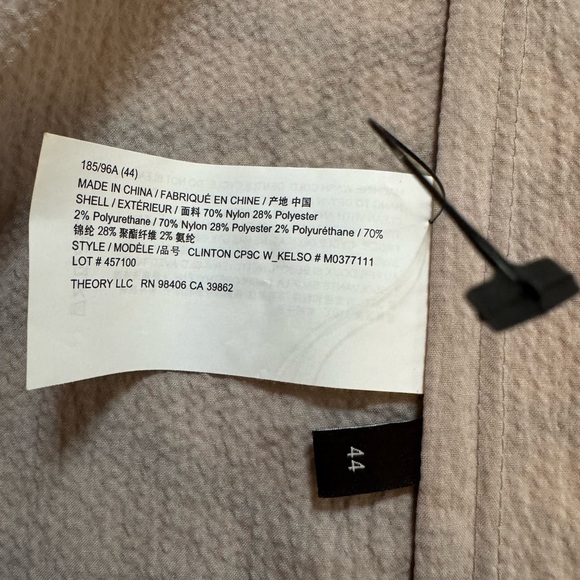 185/96A (44)
MADE IN CHINA / FABRIQUÉ EN CHINE / 产地 中国
SHELL / EXTÉRIEUR / 面料 70% Nylon 28% Polyester
2% Polyurethane / 70% Nylon 28% Polyester 2% Polyuréthane / 70%
锦纶 28% 聚酯纤维 2% 氨纶
STYLE / MODÈLE /品号 CLINTON CPSC W_KELSO # M0377111
LOT # 457100
THEORY LLC RN 98406 CA 39862
44